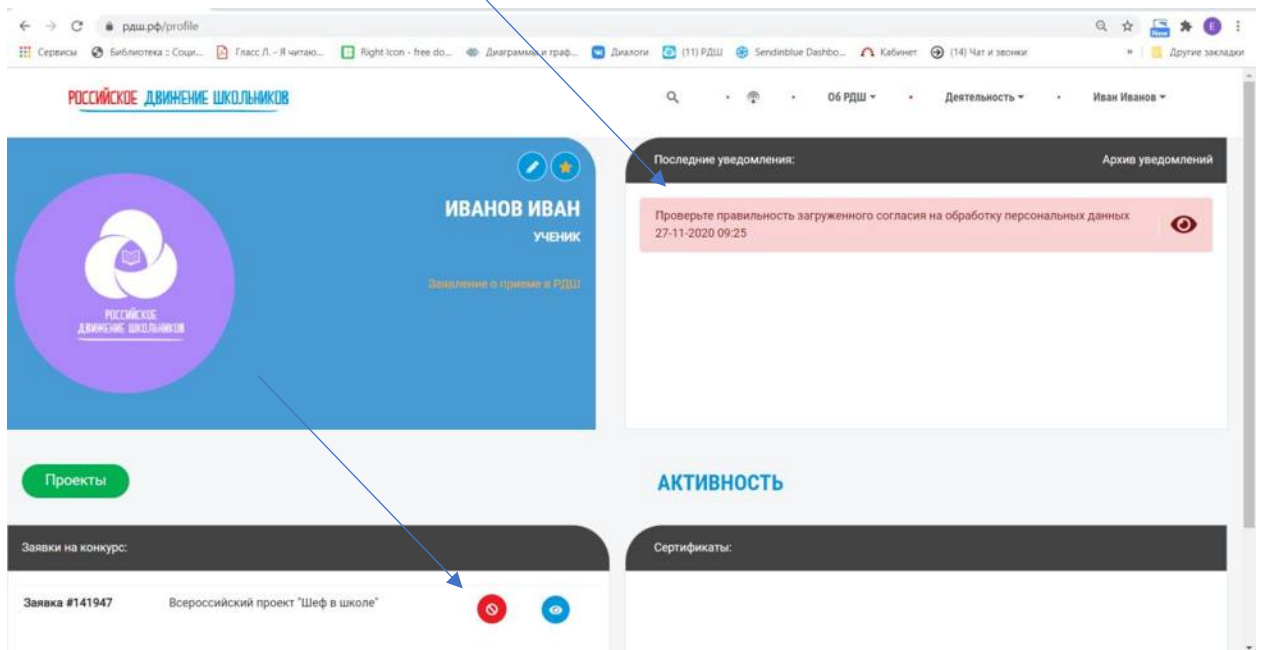 рдш.рф/profile
Сервисы Библиотека :: Соци... Гласс Л. - Я читаю... Right Icon - free do... Диаграммы и граф... Диалоги (11) РДШ Sendinblue Dashbo... Кабинет (14) Чат и звонки » Другие закладки
New E
РОССИЙСКОЕ ДВИЖЕНИЕ ШКОЛЬНИКОВ
Об РДШ Деятельность Иван Иванов
Последние уведомления: Архив уведомлений
Проверьте правильность загруженного согласия на обработку персональных данных
27-11-2020 09:25
ИВАНОВ ИВАН
УЧЕНИК
Заявление о приеме в РДШ
РОССИЙСКОЕ
ДВИЖЕНИЕ ШКОЛЬНИКОВ
Проекты
АКТИВНОСТЬ
Заявки на конкурс:
Сертификаты:
Заявка #141947 Всероссийский проект "Шеф в школе"